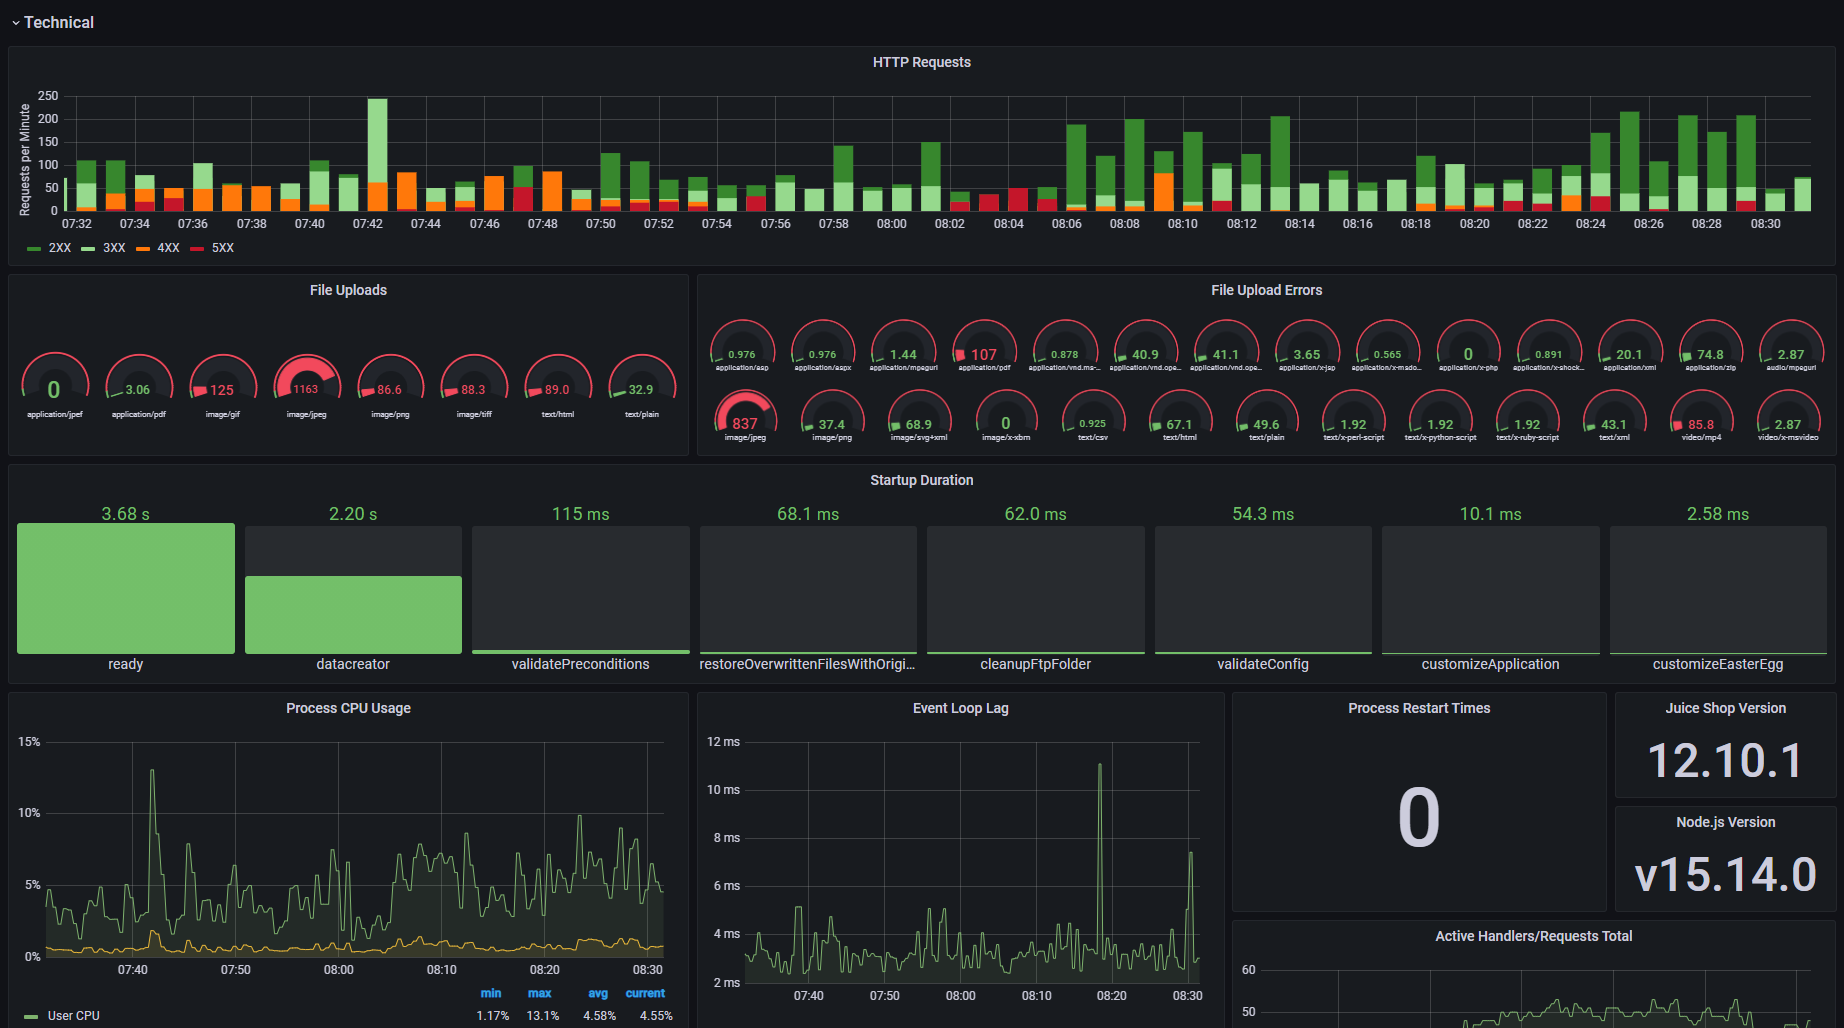 Technical
HTTP Requests
Requests per Minute
250
200
150
100
50
0
07:32 07:34 07:36 07:38 07:40 07:42 07:44 07:46 07:48 07:50 07:52 07:54 07:56 07:58 08:00 08:02 08:04 08:06 08:08 08:10 08:12 08:14 08:16 08:18 08:20 08:22 08:24 08:26 08:28 08:30
2XX 3XX 4XX 5XX
File Uploads
0 3.06 125 1163 86.6 88.3 89.0 32.9
application/jpef application/pdf image/gif image/jpeg image/png image/tiff text/html text/plain
File Upload Errors
0.976 0.976 1.44 107 0.878 40.9 41.1 3.65 0.565 0 0.891 20.1 74.8 2.87
application/asp application/aspx application/mpegurl application/pdf application/vnd.ms-... application/vnd.ope... application/vnd.ope... application/x-jsp application/x-msdo... application/x-php application/x-shock... application/xml application/zip audio/mpegurl
837 37.4 68.9 0 0.925 67.1 49.6 1.92 1.92 1.92 43.1 85.8 2.87
image/jpeg image/png image/svg+xml image/x-xbm text/csv text/html text/plain text/x-perl-script text/x-python-script text/x-ruby-script text/xml video/mp4 video/x-msvideo
Startup Duration
3.68 s 2.20 s 115 ms 68.1 ms 62.0 ms 54.3 ms 10.1 ms 2.58 ms
ready datacreator validatePreconditions restoreOverwrittenFilesWithOrigi... cleanupFtpFolder validateConfig customizeApplication customizeEasterEgg
Process CPU Usage
15%
10%
5%
0%
07:40 07:50 08:00 08:10 08:20 08:30
min max avg current
User CPU 1.17% 13.1% 4.58% 4.55%
Event Loop Lag
12 ms
10 ms
8 ms
6 ms
4 ms
2 ms
07:40 07:50 08:00 08:10 08:20 08:30
Process Restart Times
0
Juice Shop Version
12.10.1
Node.js Version
v15.14.0
Active Handlers/Requests Total
60
50